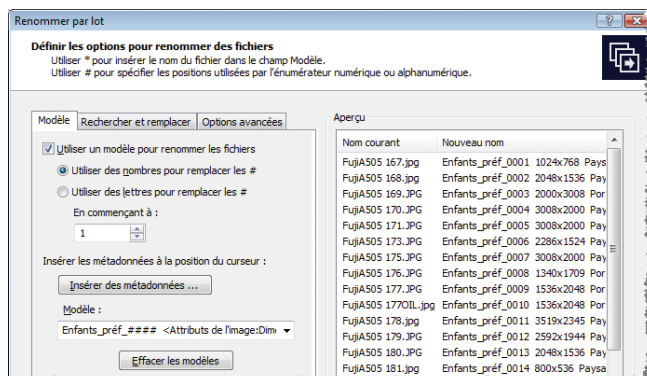 Renommer par lot
Définir les options pour renommer des fichiers
Utiliser * pour insérer le nom du fichier dans le champ Modèle.
Utiliser # pour spécifier les positions utilisées par l'énumérateur numérique ou alphanumérique.
Modèle Rechercher et remplacer Options avancées
Utiliser un modèle pour renommer les fichiers
Utiliser des nombres pour remplacer les #
Utiliser des lettres pour remplacer les #
En commençant à :
1
Insérer les métadonnées à la position du curseur :
Insérer des métadonnées ...
Modèle :
Enfants_préf_#### <Attributs de l'image:Dim
Effacer les modèles
Aperçu
Nom courant Nouveau nom
FujiA505 167.jpg Enfants_préf_0001 1024x768 Pays
FujiA505 168.jpg Enfants_préf_0002 2048x1536 Pay
FujiA505 169.JPG Enfants_préf_0003 2000x3008 Por
FujiA505 170.JPG Enfants_préf_0004 3008x2000 Pay
FujiA505 171.JPG Enfants_préf_0005 3008x2000 Pay
FujiA505 173.JPG Enfants_préf_0006 2286x1524 Pay
FujiA505 175.JPG Enfants_préf_0007 3008x2000 Pay
FujiA505 176.JPG Enfants_préf_0008 1340x1709 Por
FujiA505 177.JPG Enfants_préf_0009 1536x2048 Por
FujiA505 177OIL.jpg Enfants_préf_0010 1536x2048 Por
FujiA505 178.jpg Enfants_préf_0011 3519x2345 Pay
FujiA505 179.JPG Enfants_préf_0012 2592x1944 Pay
FujiA505 180.JPG Enfants_préf_0013 2048x1536 Pay
FujiA505 181.jpg Enfants_préf_0014 800x536 Paysa